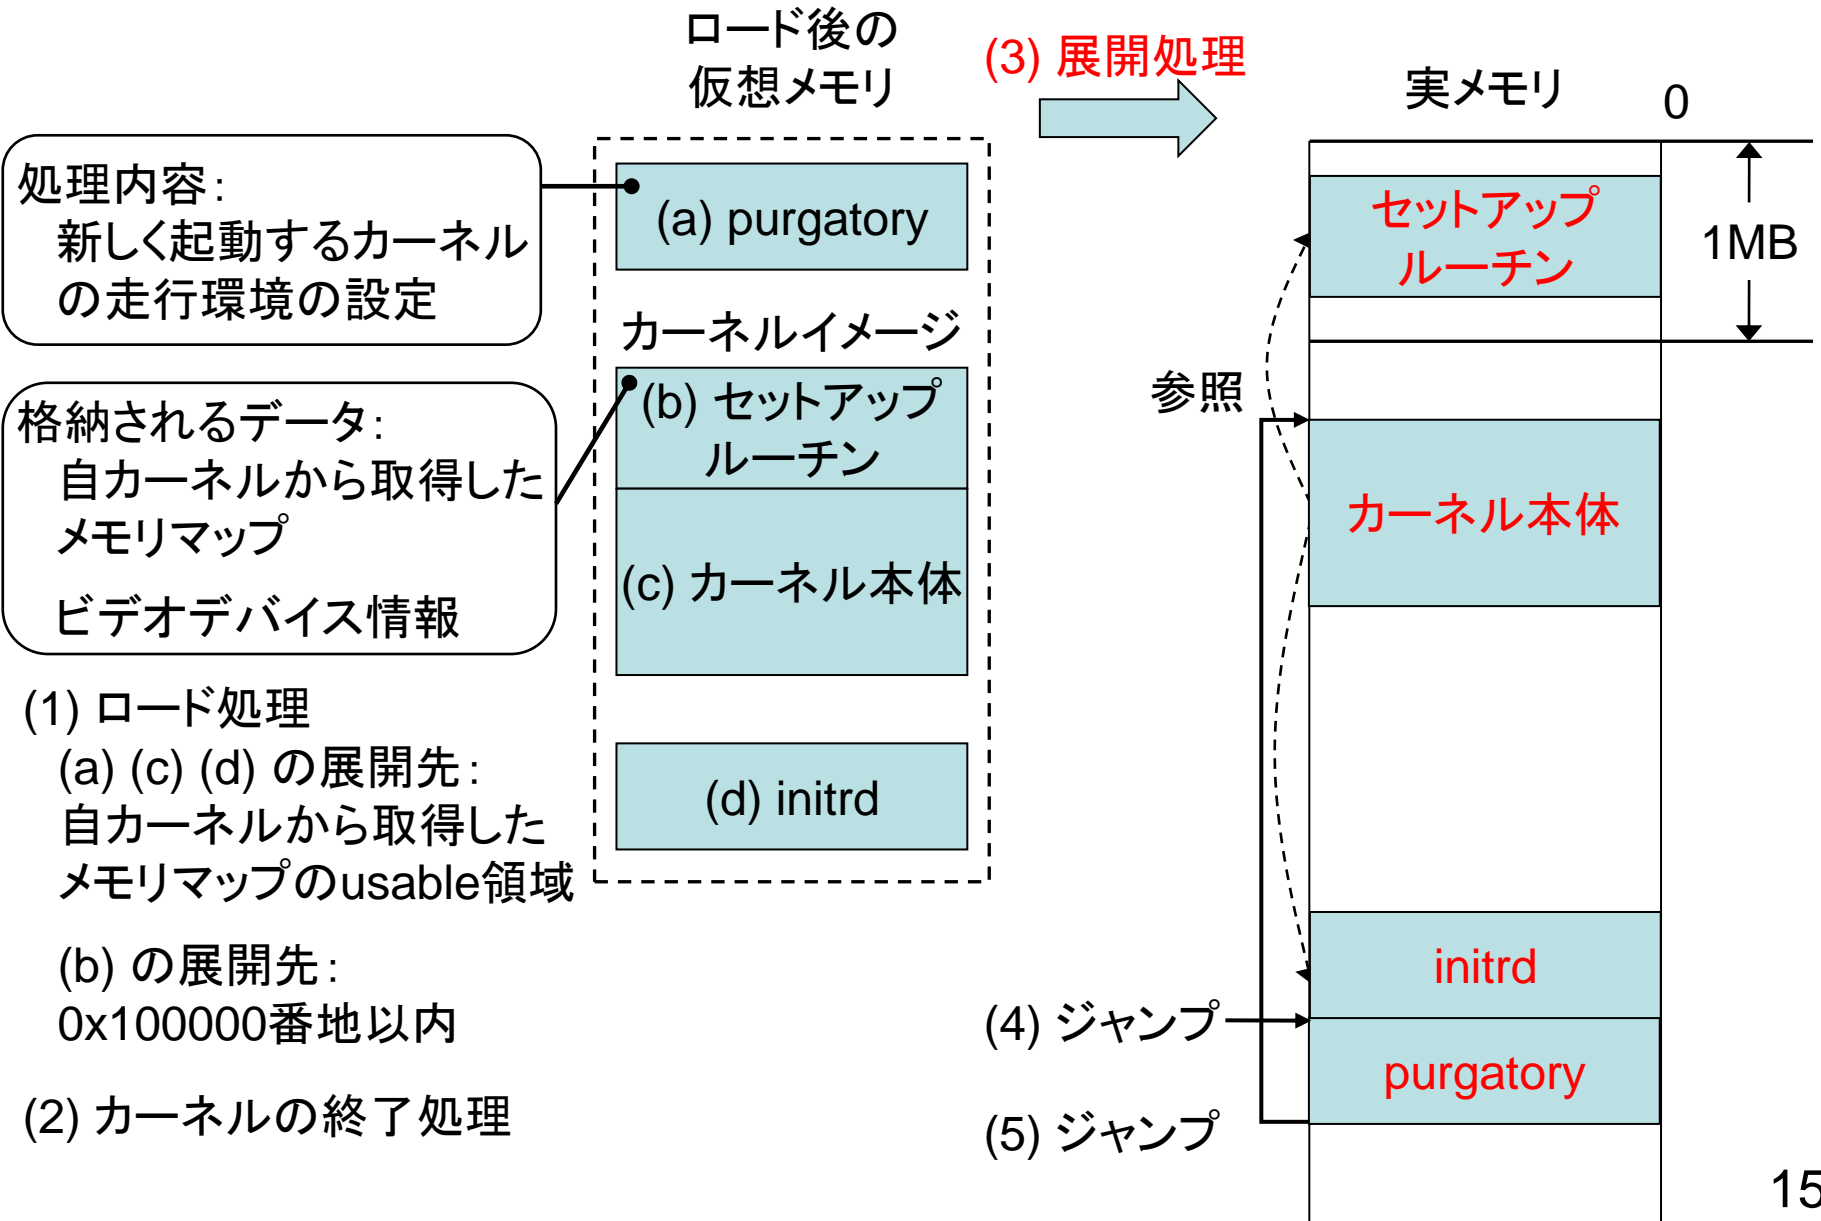 ロード後の
仮想メモリ
(3) 展開処理
実メモリ
0
処理内容:
新しく起動するカーネル
の走行環境の設定
(a) purgatory
セットアップ
ルーチン
1MB
カーネルイメージ
格納されるデータ:
自カーネルから取得した
メモリマップ
ビデオデバイス情報
(b) セットアップ
ルーチン
参照
(c) カーネル本体
カーネル本体
(1) ロード処理
(a) (c) (d) の展開先:
自カーネルから取得した
メモリマップのusable領域
(d) initrd
(b) の展開先:
0x100000番地以内
initrd
(4) ジャンプ
purgatory
(2) カーネルの終了処理
(5) ジャンプ
15